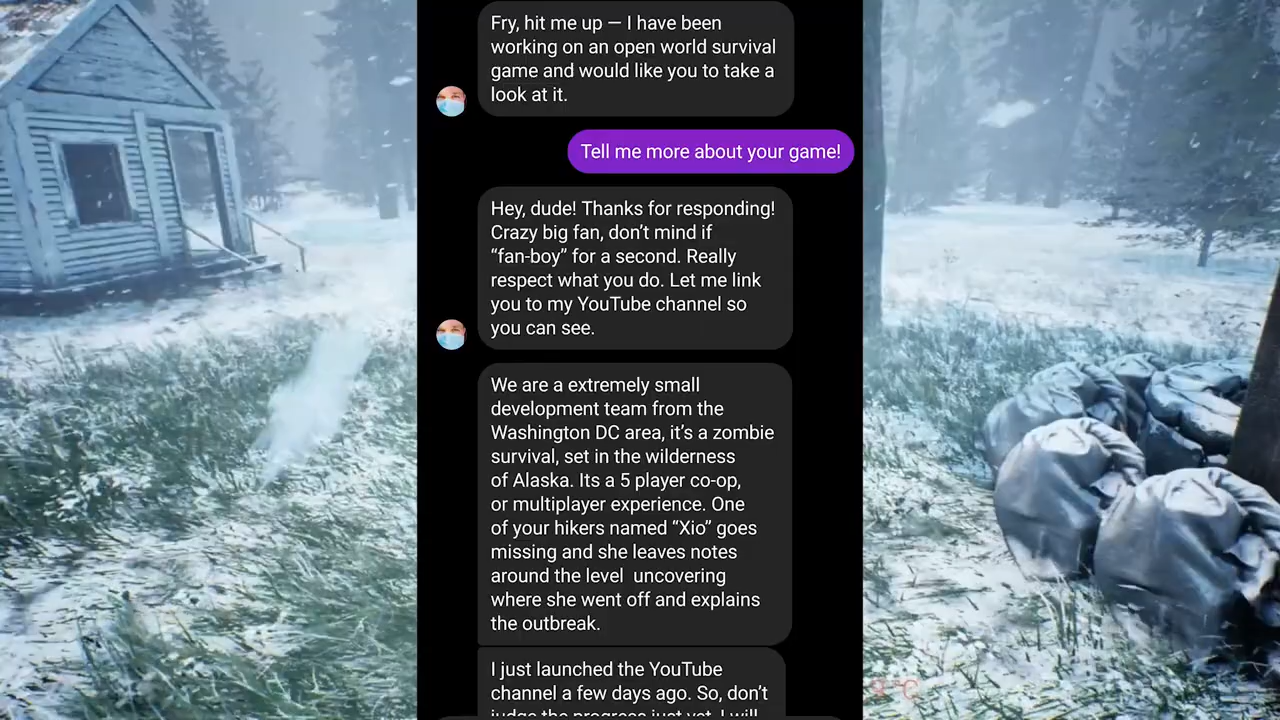 Fry, hit me up — I have been
working on an open world survival
game and would like you to take a
look at it.
Tell me more about your game!
Hey, dude! Thanks for responding!
Crazy big fan, don't mind if
“fan-boy” for a second. Really
respect what you do. Let me link
you to my YouTube channel so
you can see.
We are a extremely small
development team from the
Washington DC area, it's a zombie
survival, set in the wilderness
of Alaska. Its a 5 player co-op,
or multiplayer experience. One
of your hikers named “Xio” goes
missing and she leaves notes
around the level uncovering
where she went off and explains
the outbreak.
I just launched the YouTube
channel a few days ago. So, don't
judge the progress just yet. I will